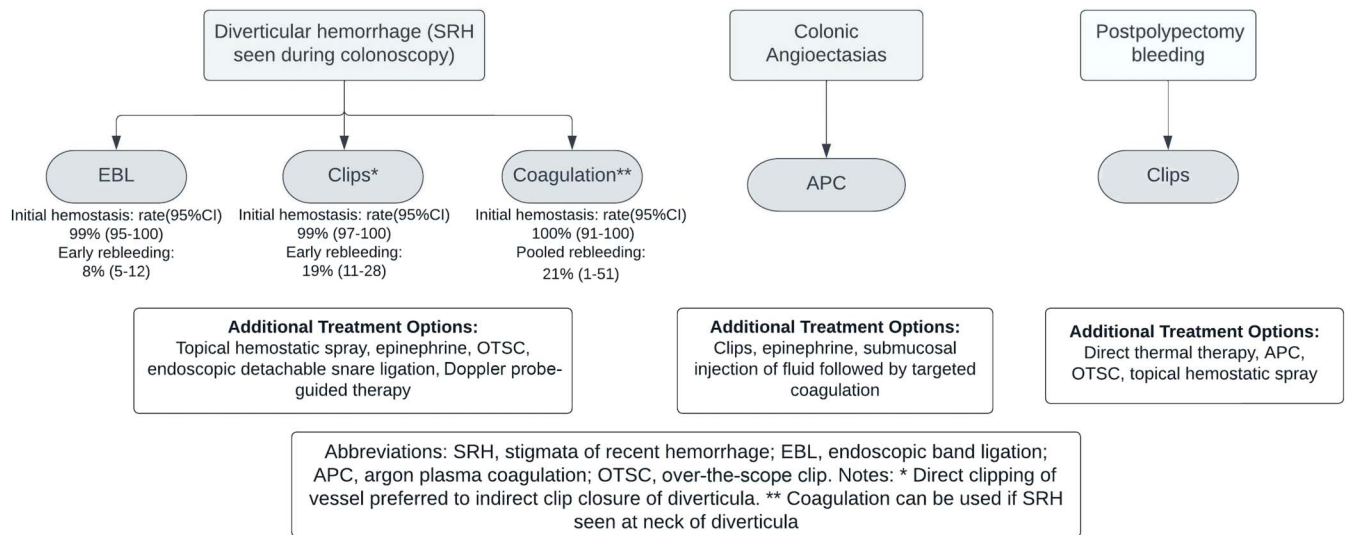 Diverticular hemorrhage (SRH
seen during colonoscopy)
Colonic
Angioectasias
Postpolypectomy
bleeding
EBL
Clips*
Coagulation**
APC
Clips
Initial hemostasis: rate(95%CI)
99% (95-100)
Early rebleeding:
8% (5-12)
Initial hemostasis: rate(95%CI)
99% (97-100)
Early rebleeding:
19% (11-28)
Initial hemostasis: rate(95%CI)
100% (91-100)
Pooled rebleeding:
21% (1-51)
Additional Treatment Options:
Topical hemostatic spray, epinephrine, OTSC,
endoscopic detachable snare ligation, Doppler probe-
guided therapy
Additional Treatment Options:
Clips, epinephrine, submucosal
injection of fluid followed by targeted
coagulation
Additional Treatment Options:
Direct thermal therapy, APC,
OTSC, topical hemostatic spray
Abbreviations: SRH, stigmata of recent hemorrhage; EBL, endoscopic band ligation;
APC, argon plasma coagulation; OTSC, over-the-scope clip. Notes: * Direct clipping of
vessel preferred to indirect clip closure of diverticula. ** Coagulation can be used if SRH
seen at neck of diverticula